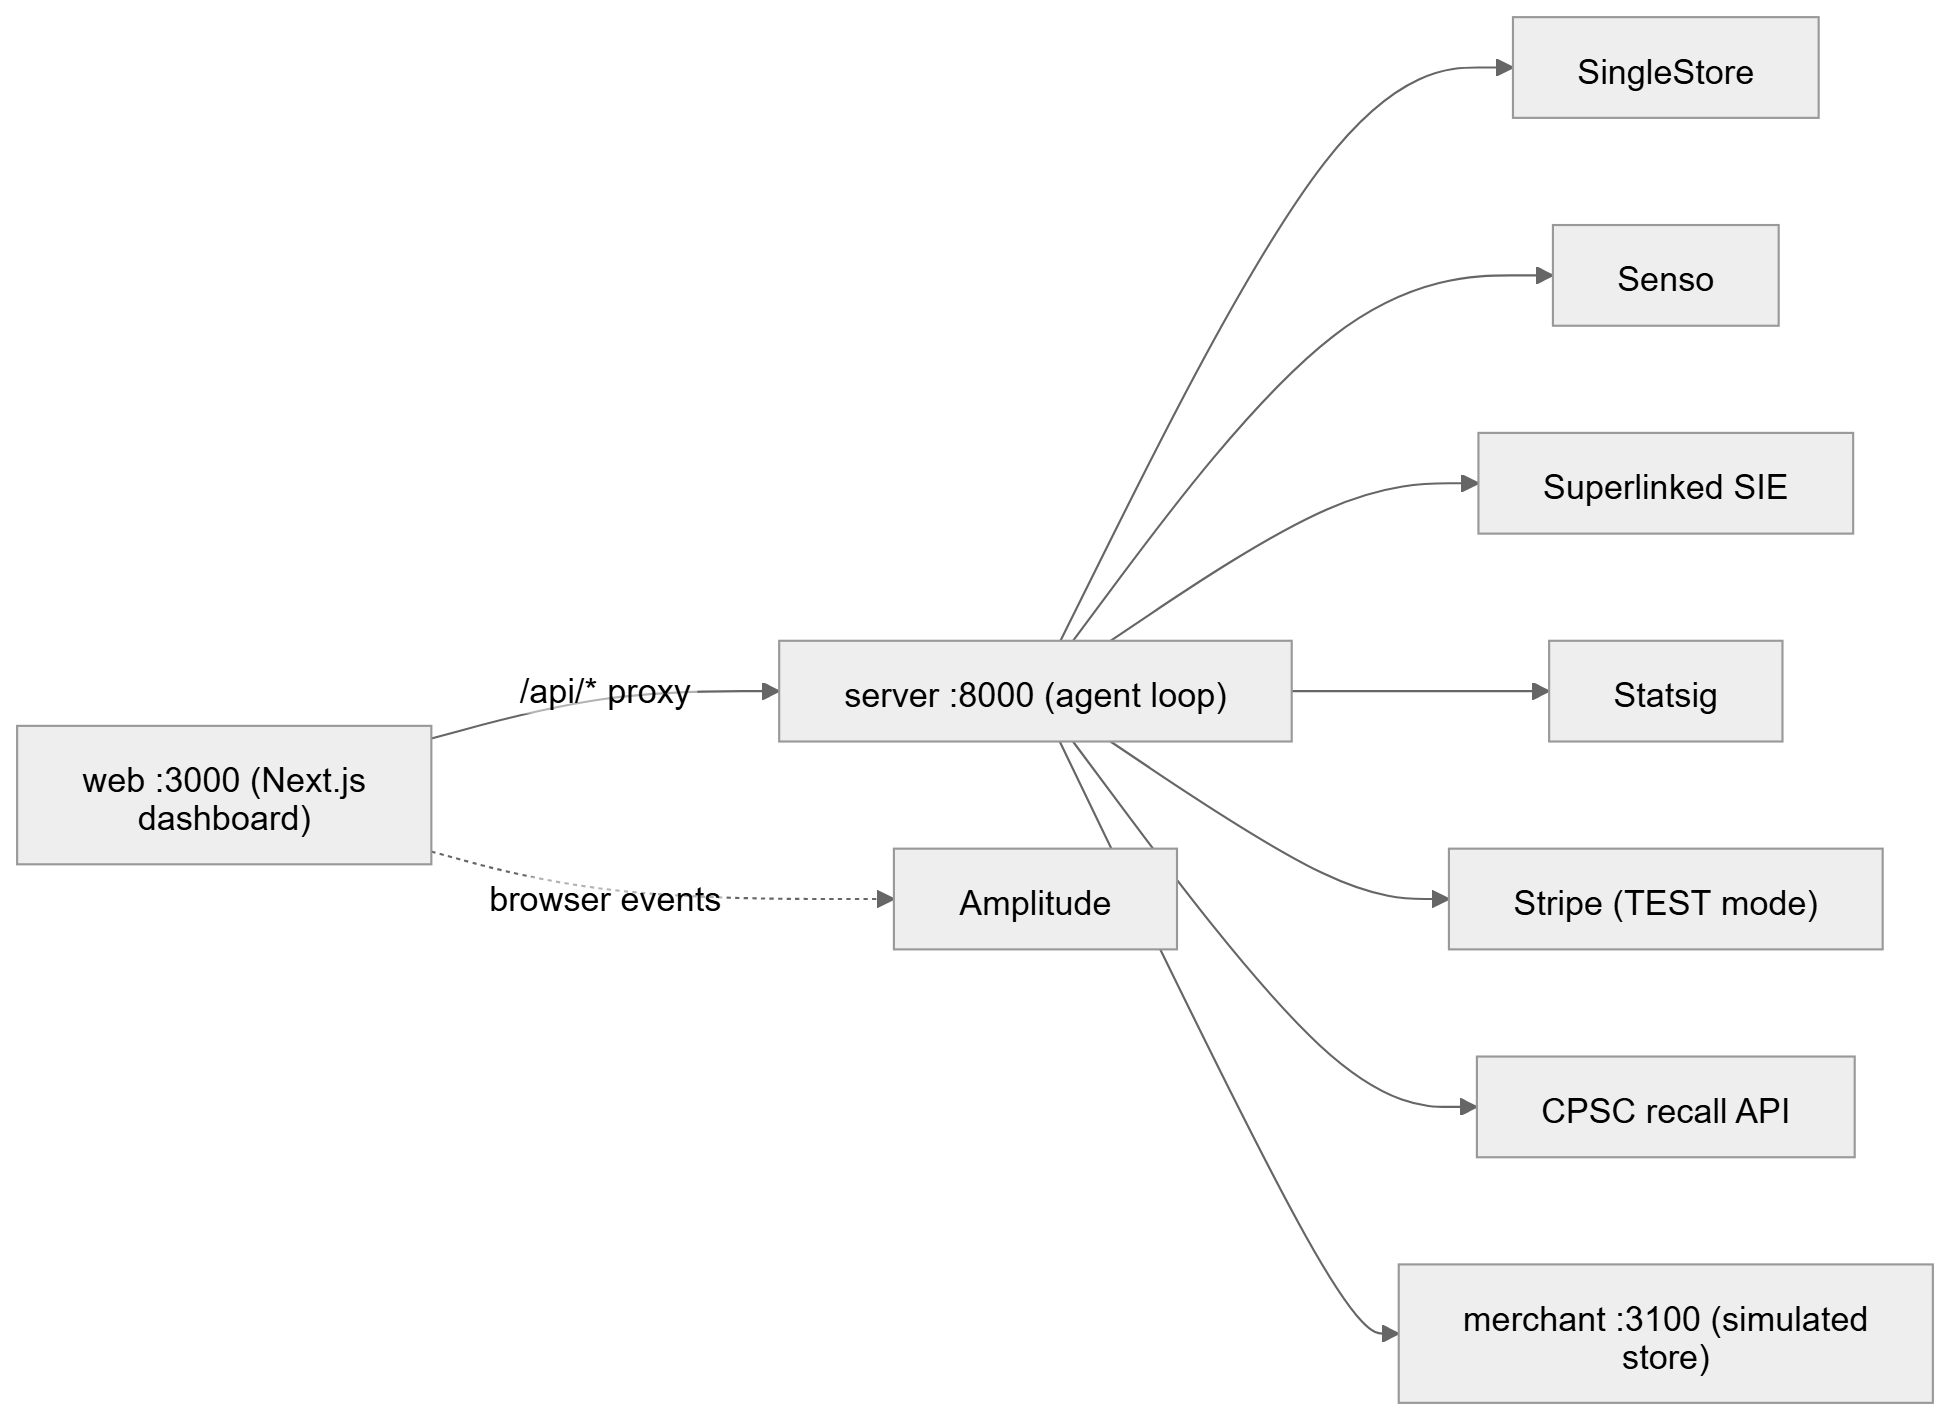 SingleStore
Senso
Superlinked SIE
/api/* proxy
server :8000 (agent loop)
Statsig
web :3000 (Next.js
dashboard)
browser events
Amplitude
Stripe (TEST mode)
CPSC recall API
merchant :3100 (simulated
store)